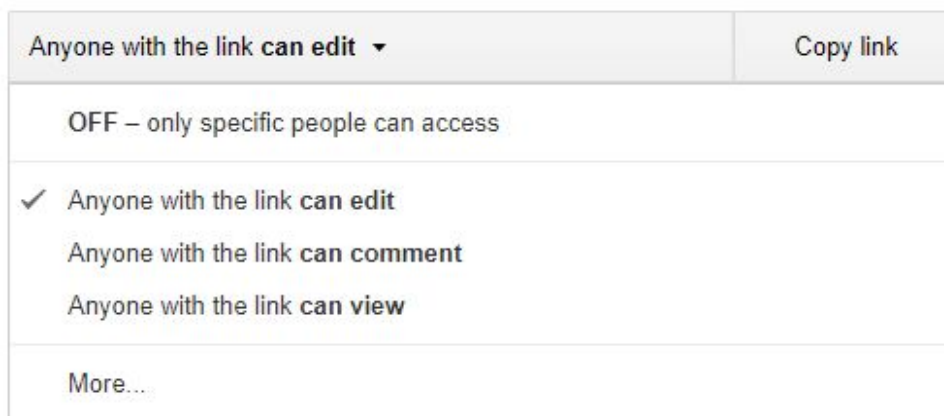 Anyone with the link can edit
Copy link
OFF – only specific people can access
Anyone with the link can edit
Anyone with the link can comment
Anyone with the link can view
More...